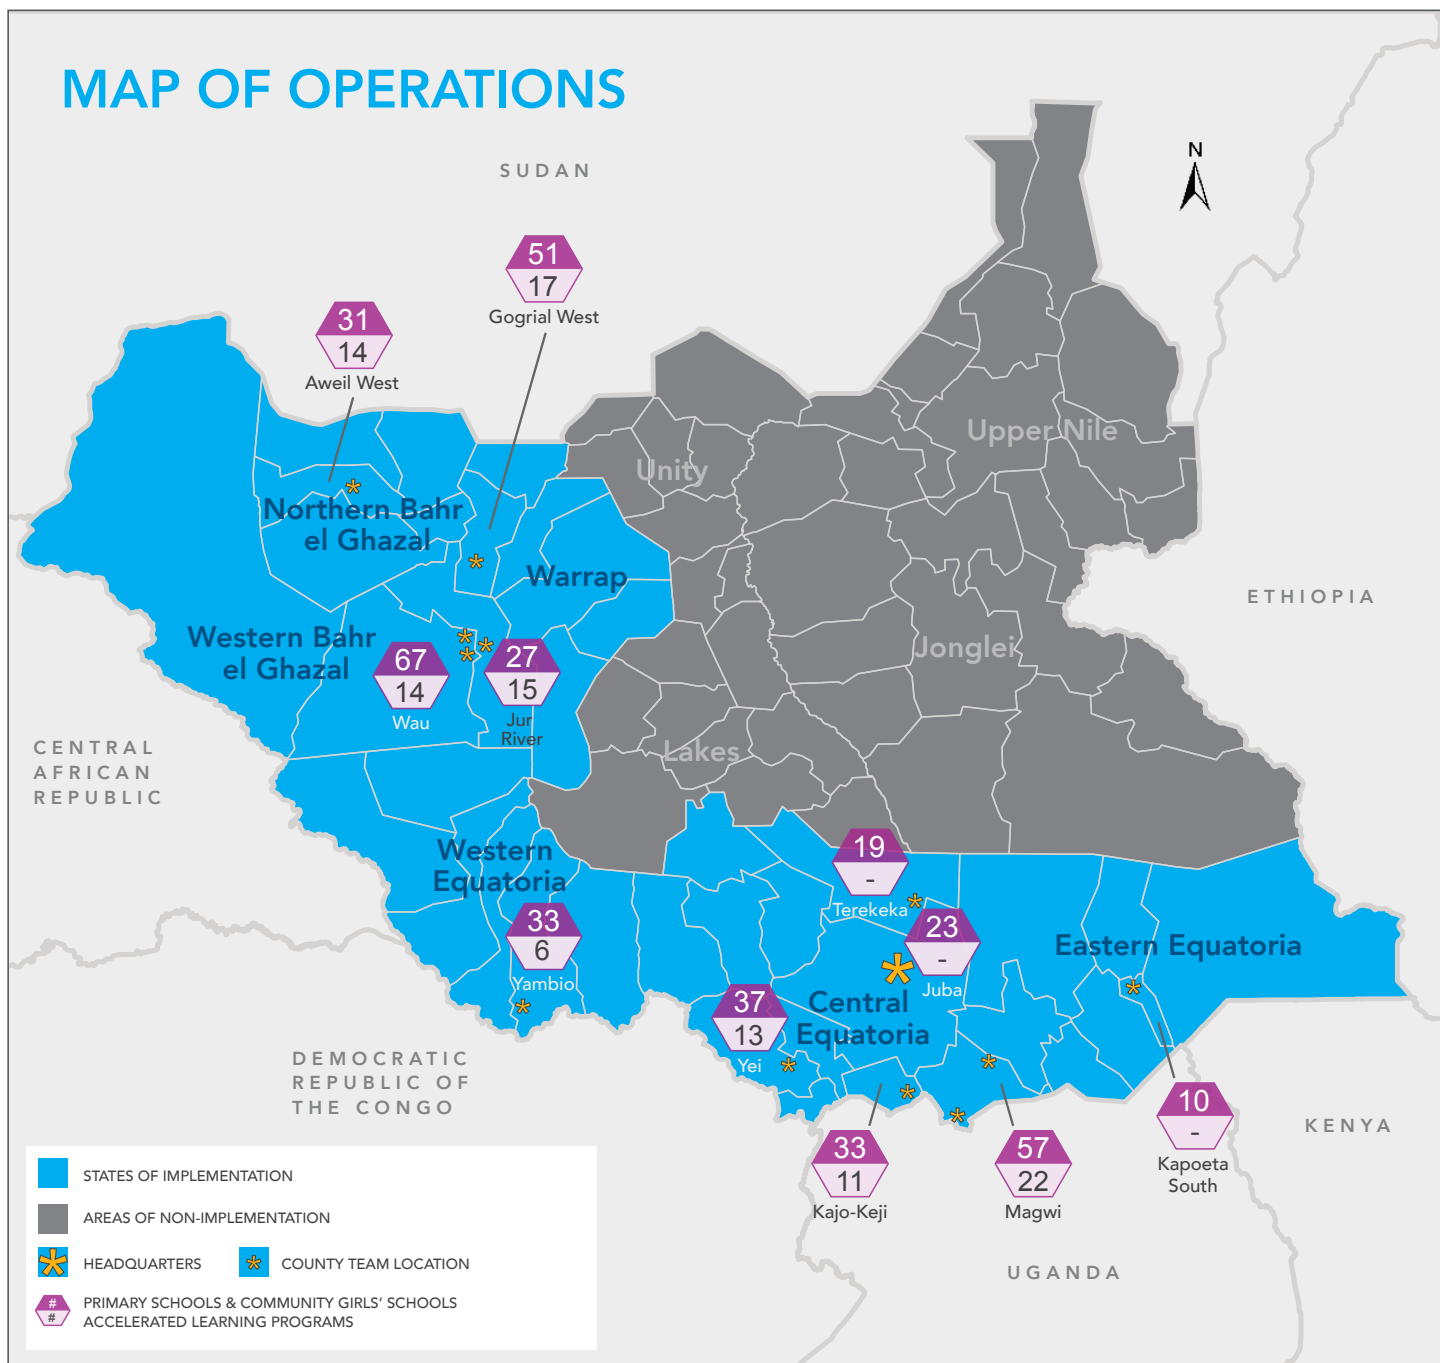 MAP OF OPERATIONS
SUDAN
N
51
17
Gogrial West
31
14
Aweil West
Upper Nile
Unity
Northern Bahr
el Ghazal
Warrap
ETHIOPIA
Western Bahr
el Ghazal
Jonglei
67
14
Wau
27
15
Jur
River
CENTRAL
AFRICAN
REPUBLIC
Lakes
Western
Equatoria
19
-
Terekeka
33
6
Yambio
23
-
Juba
Eastern Equatoria
37
13
Yei
Central
Equatoria
DEMOCRATIC
REPUBLIC OF
THE CONGO
10
-
Kapoeta
South
KENYA
33
11
Kajo-Keji
57
22
Magwi
UGANDA
STATES OF IMPLEMENTATION
AREAS OF NON-IMPLEMENTATION
HEADQUARTERS
COUNTY TEAM LOCATION
#
#
PRIMARY SCHOOLS & COMMUNITY GIRLS’ SCHOOLS
ACCELERATED LEARNING PROGRAMS